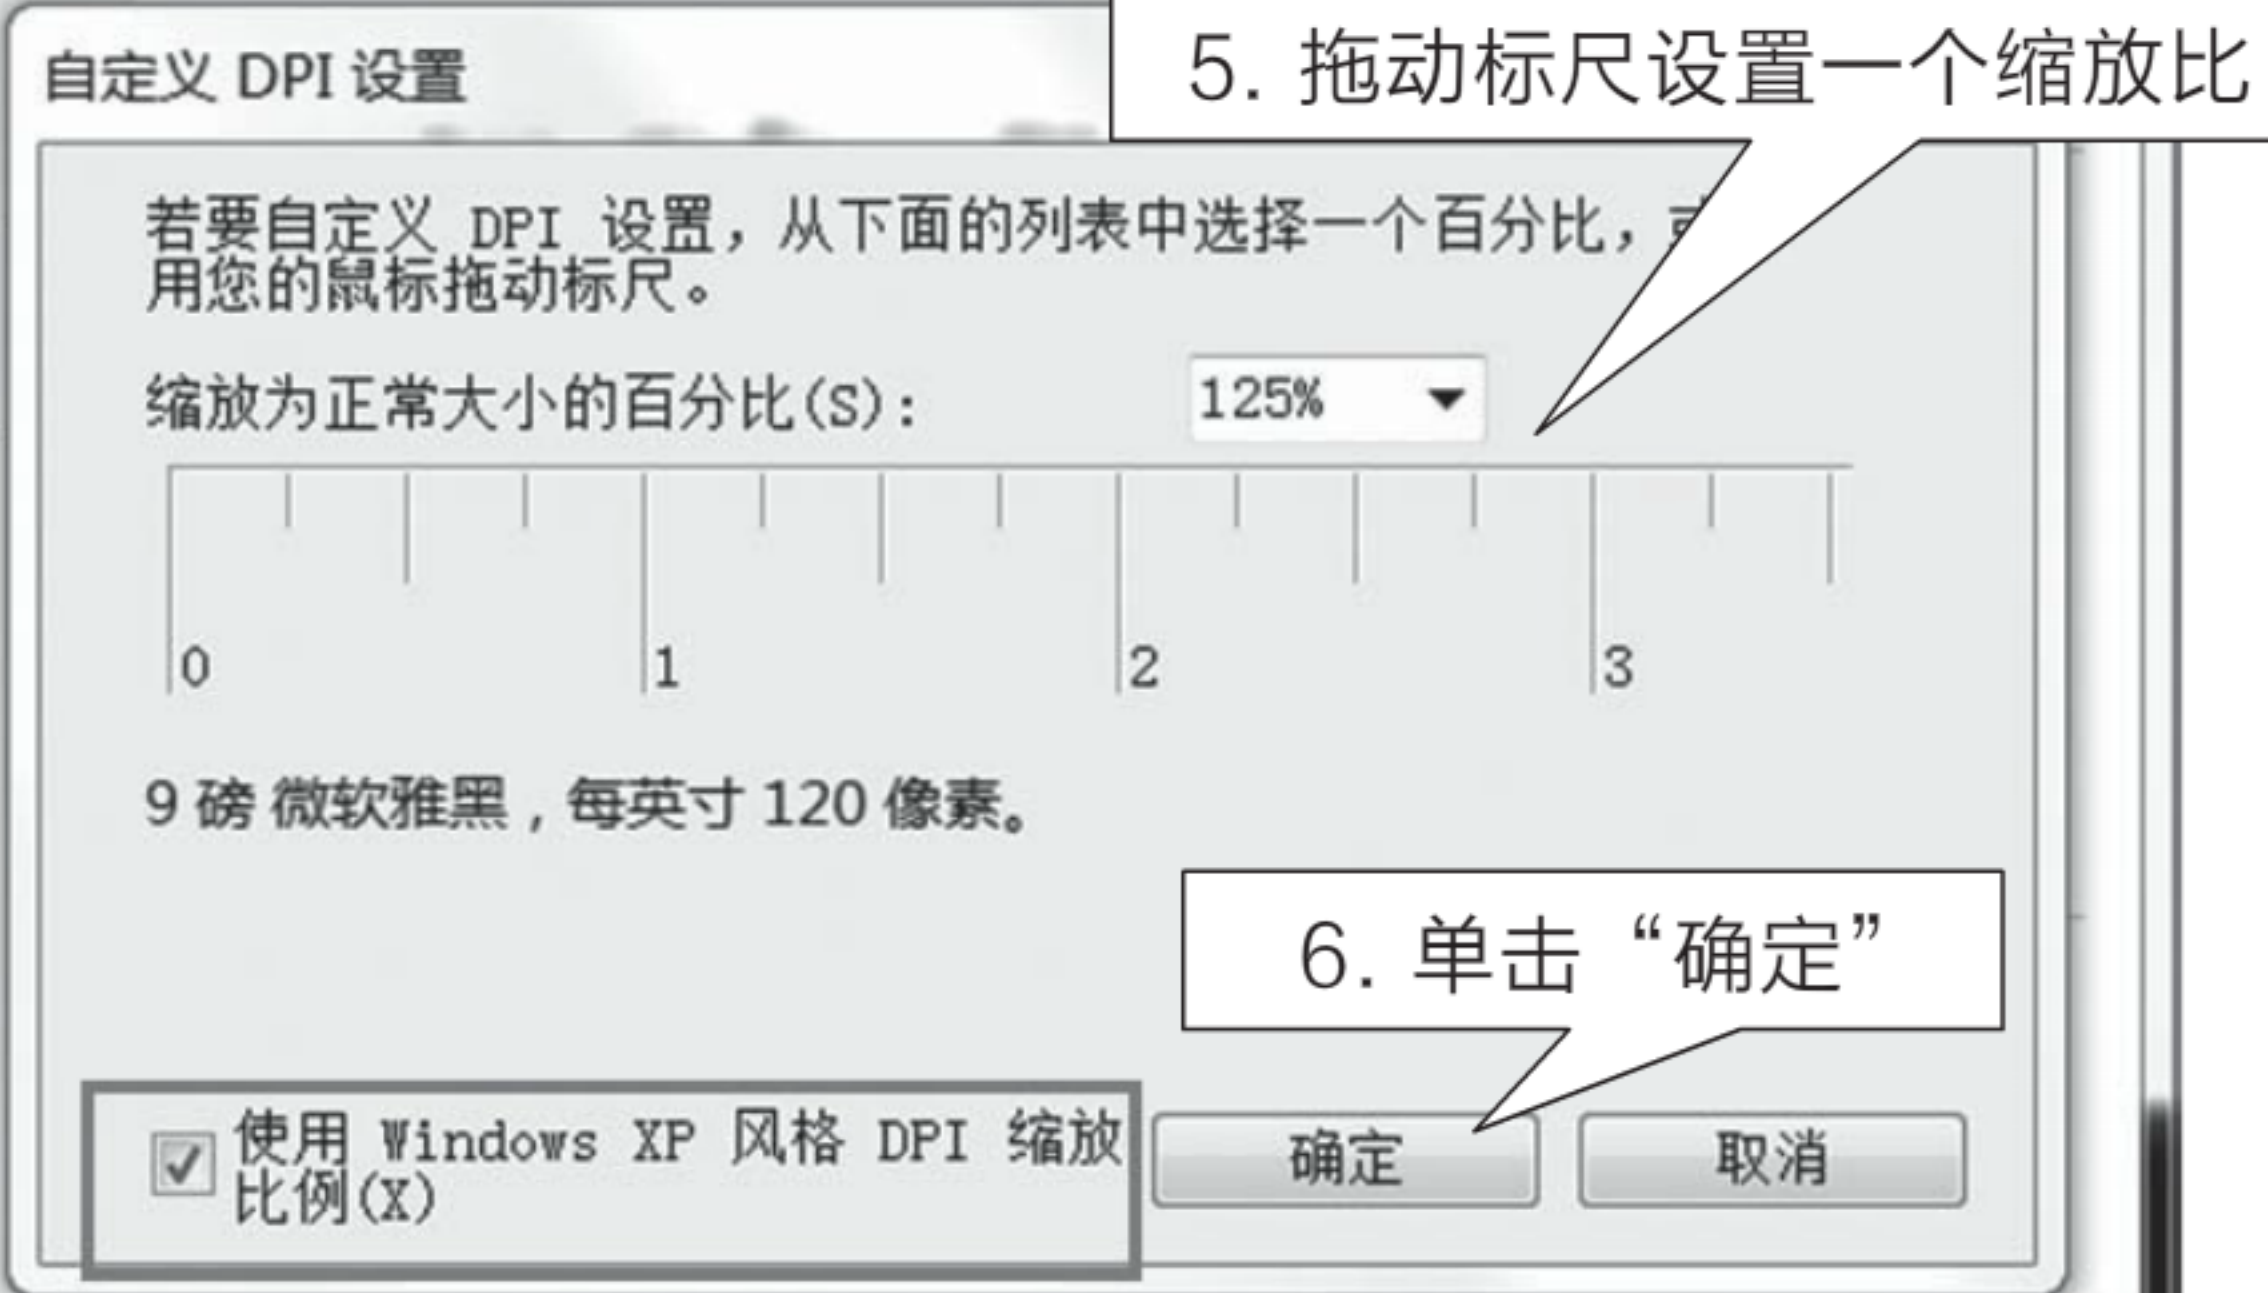 自定义 DPI 设置
5. 拖动标尺设置一个缩放比
若要自定义 DPI 设置，从下面的列表中选择一个百分比，
用您的鼠标拖动标尺。
缩放为正常大小的百分比(S)：
125%
0 1 2 3
9 磅 微软雅黑，每英寸 120 像素。
6. 单击“确定”
使用 Windows XP 风格 DPI 缩放
比例(X)
确定 取消